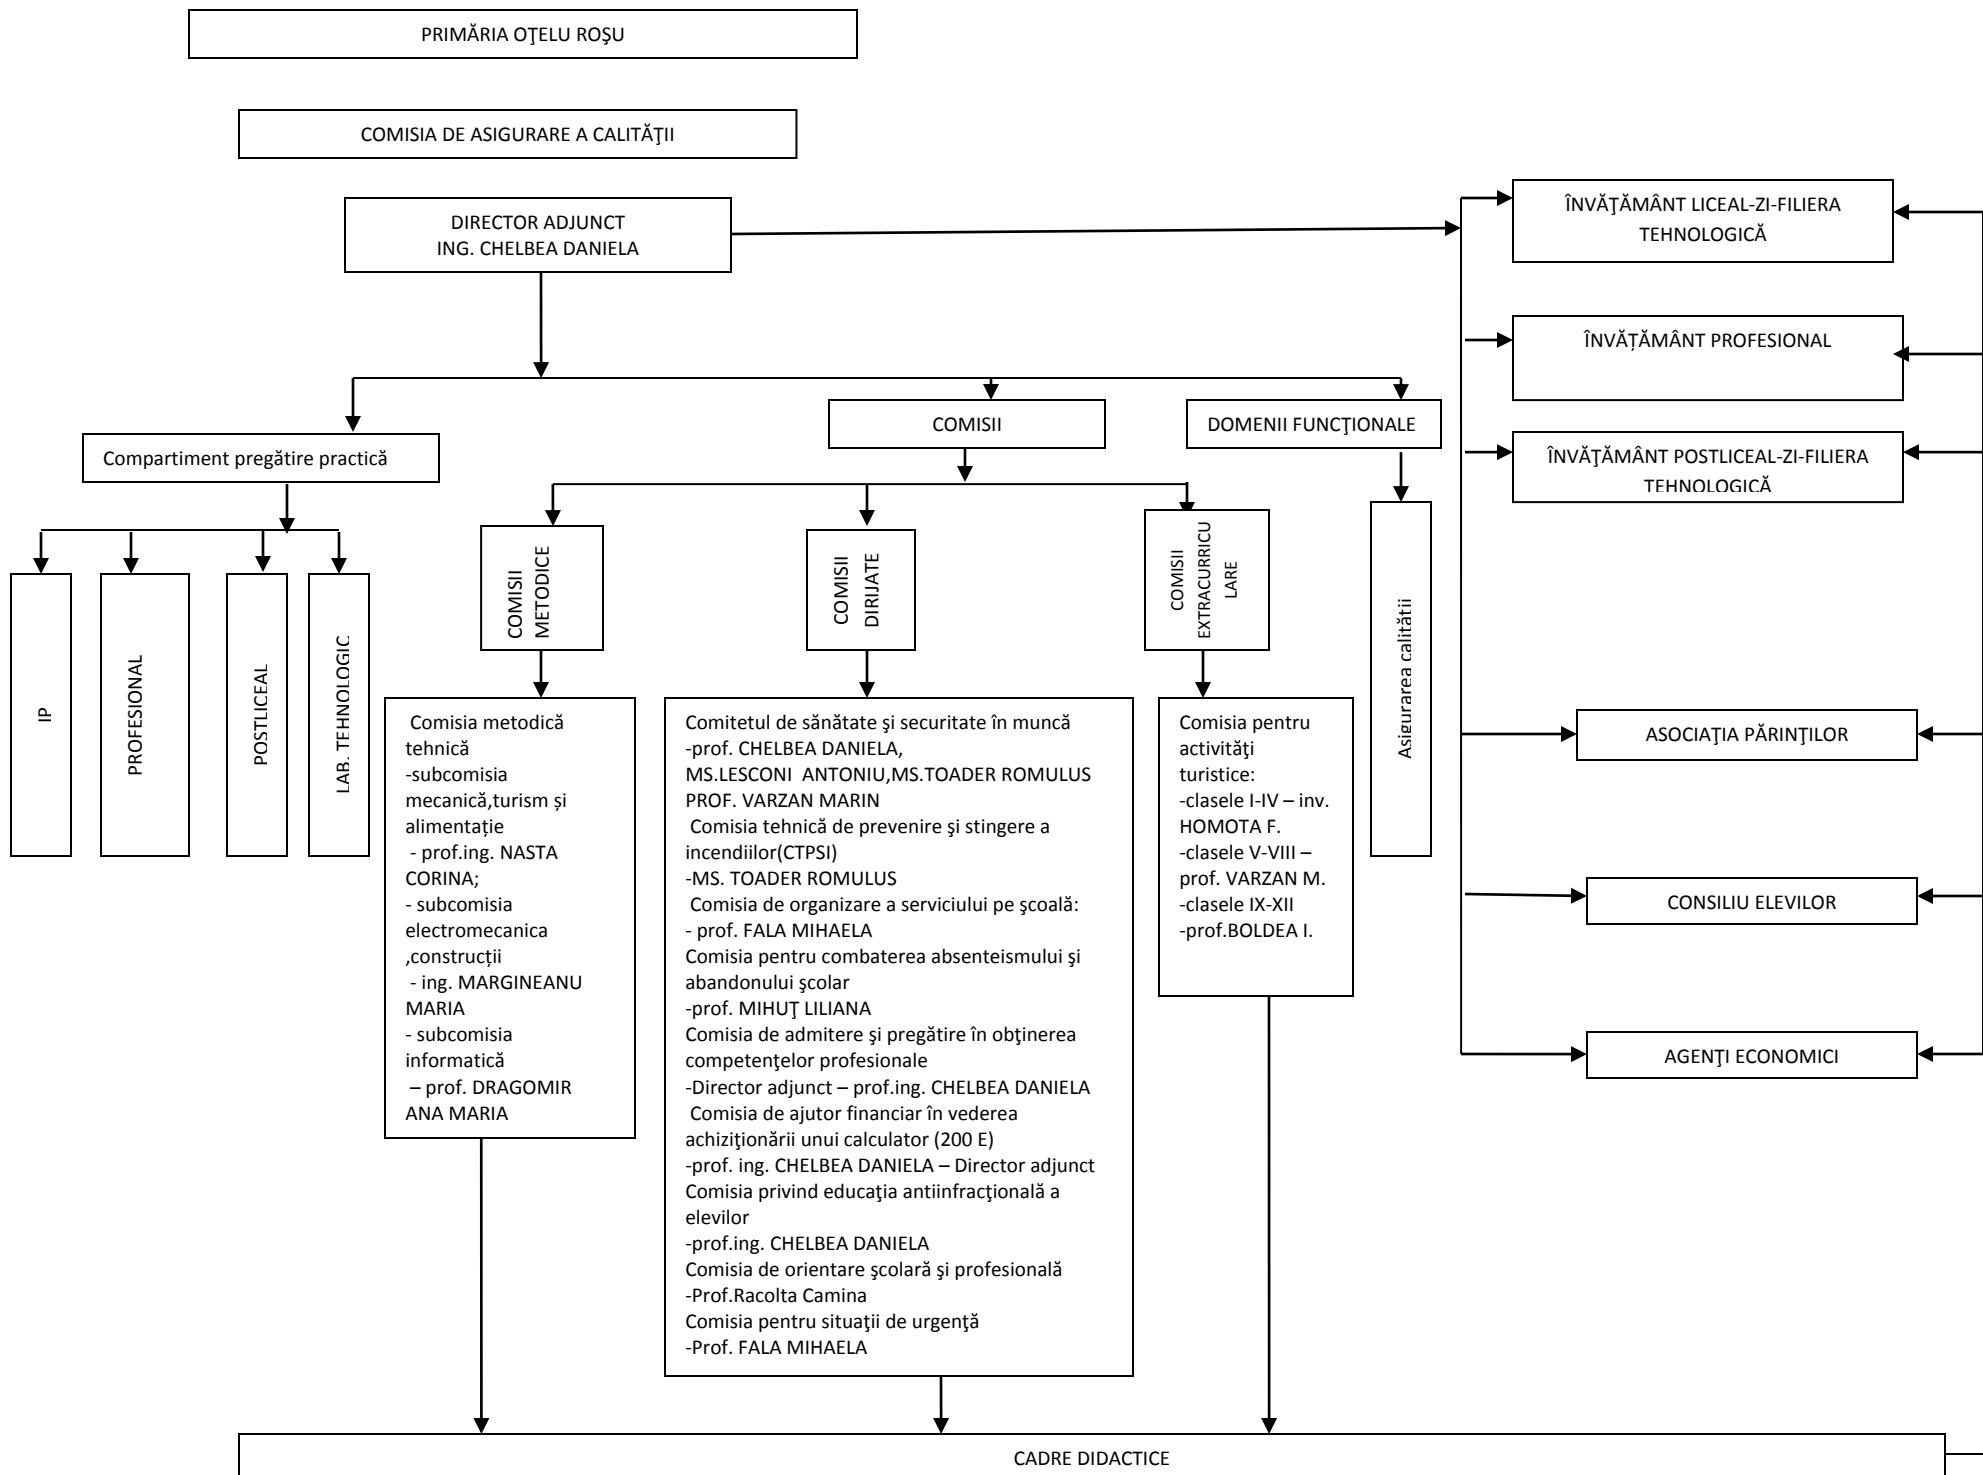 PRIMĂRIA OŢELU ROŞU
COMISIA DE ASIGURARE A CALITĂŢII
DIRECTOR ADJUNCT
ING. CHELBEA DANIELA
ÎNVĂŢĂMÂNT LICEAL-ZI-FILIERA
TEHNOLOGICĂ
ÎNVĂȚĂMÂNT PROFESIONAL
COMISII
DOMENII FUNCŢIONALE
Compartiment pregătire practică
ÎNVĂŢĂMÂNT POSTLICEAL-ZI-FILIERA
TEHNOLOGICĂ
IP
PROFESIONAL
POSTLICEAL
LAB. TEHNOLOGIC
COMISII
METODICE
COMISII
DIRIJATE
COMISII
EXTRACURRICU
LARE
Asigurarea calitătii
Comisia metodică
tehnică
-subcomisia
mecanică,turism și
alimentație
- prof.ing. NASTA
CORINA;
- subcomisia
electromecanica
,construcții
- ing. MARGINEANU
MARIA
- subcomisia
informatică
– prof. DRAGOMIR
ANA MARIA
Comitetul de sănătate şi securitate în muncă
-prof. CHELBEA DANIELA,
MS.LESCONI  ANTONIU,MS.TOADER ROMULUS
PROF. VARZAN MARIN
Comisia tehnică de prevenire şi stingere a
incendiilor(CTPSI)
-MS. TOADER ROMULUS
Comisia de organizare a serviciului pe şcoală:
- prof. FALA MIHAELA
Comisia pentru combaterea absenteismului şi
abandonului şcolar
-prof. MIHUŢ LILIANA
Comisia de admitere şi pregătire în obţinerea
competenţelor profesionale
-Director adjunct – prof.ing. CHELBEA DANIELA
Comisia de ajutor financiar în vederea
achiziţionării unui calculator (200 E)
-prof. ing. CHELBEA DANIELA – Director adjunct
Comisia privind educaţia antiinfracţională a
elevilor
-prof.ing. CHELBEA DANIELA
Comisia de orientare şcolară şi profesională
-Prof.Racolta Camina
Comisia pentru situaţii de urgenţă
-Prof. FALA MIHAELA
Comisia pentru
activităţi
turistice:
-clasele I-IV – inv.
HOMOTA F.
-clasele V-VIII –
prof. VARZAN M.
-clasele IX-XII
-prof.BOLDEA I.
ASOCIAŢIA PĂRINŢILOR
CONSILIU ELEVILOR
AGENŢI ECONOMICI
CADRE DIDACTICE